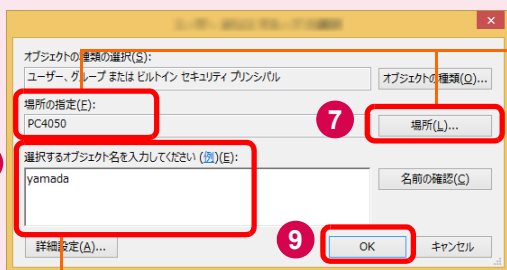 オブジェクトの種類の選択(S):
ユーザー、グループ または ビルトイン セキュリティ プリンシパル
オブジェクトの種類(O)...
場所の指定(F):
PC4050
7
場所(L)...
選択するオブジェクト名を入力してください (例)(E):
yamada
名前の確認(C)
詳細設定(A)...
9
OK
キャンセル